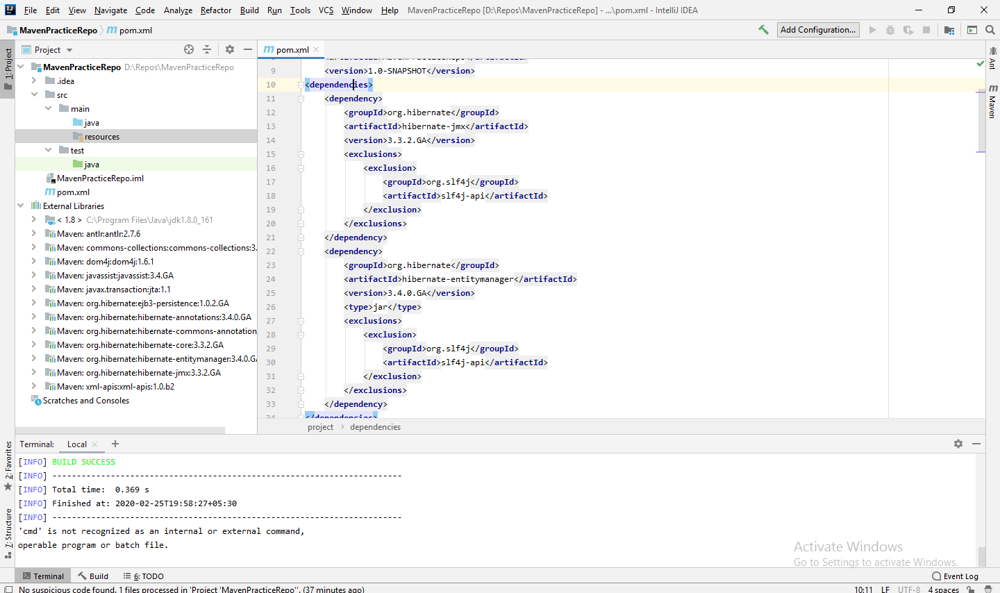 File Edit View Navigate Code Analyze Refactor Build Run Tools VCS Window Help MavenPracticeRepo [D:\Repos\MavenPracticeRepo] - ...\pom.xml - IntelliJ IDEA
MavenPracticeRepo m pom.xml Add Configuration...
Project
m pom.xml
1: Project
MavenPracticeRepo D:\Repos\MavenPracticeRepo
.idea
src
main
java
resources
test
java
MavenPracticeRepo.iml
m pom.xml
External Libraries
< 1.8 > C:\Program Files\Java\jdk1.8.0_161
Maven: antlr:antlr:2.7.6
Maven: commons-collections:commons-collections:3.
Maven: dom4j:dom4j:1.6.1
Maven: javassist:javassist:3.4.GA
Maven: javax.transaction:jta:1.1
Maven: org.hibernate:ejb3-persistence:1.0.2.GA
Maven: org.hibernate:hibernate-annotations:3.4.0.GA
Maven: org.hibernate:hibernate-commons-annotation
Maven: org.hibernate:hibernate-core:3.3.2.GA
Maven: org.hibernate:hibernate-entitymanager:3.4.0.GA
Maven: org.hibernate:hibernate-jmx:3.3.2.GA
Maven: xml-apis:xml-apis:1.0.b2
Scratches and Consoles
9 <version>1.0-SNAPSHOT</version>
10 <dependencies>
11 <dependency>
12 <groupId>org.hibernate</groupId>
13 <artifactId>hibernate-jmx</artifactId>
14 <version>3.3.2.GA</version>
15 <exclusions>
16 <exclusion>
17 <groupId>org.slf4j</groupId>
18 <artifactId>slf4j-api</artifactId>
19 </exclusion>
20 </exclusions>
21 </dependency>
22 <dependency>
23 <groupId>org.hibernate</groupId>
24 <artifactId>hibernate-entitymanager</artifactId>
25 <version>3.4.0.GA</version>
26 <type>jar</type>
27 <exclusions>
28 <exclusion>
29 <groupId>org.slf4j</groupId>
30 <artifactId>slf4j-api</artifactId>
31 </exclusion>
32 </exclusions>
33 </dependency>
34 </dependencies>
project dependencies
Ant
m Maven
2: Favorites
7: Structure
Terminal: Local
[INFO] BUILD SUCCESS
[INFO] ------------------------------------------------------------------------
[INFO] Total time: 0.369 s
[INFO] Finished at: 2020-02-25T19:58:27+05:30
[INFO] ------------------------------------------------------------------------
'cmd' is not recognized as an internal or external command,
operable program or batch file.
Activate Windows
Go to Settings to activate Windows.
Terminal Build 6: TODO Event Log
No suspicious code found. 1 files processed in 'Project 'MavenPracticeRepo''. (37 minutes ago) 10:11 LF UTF-8 4 spaces